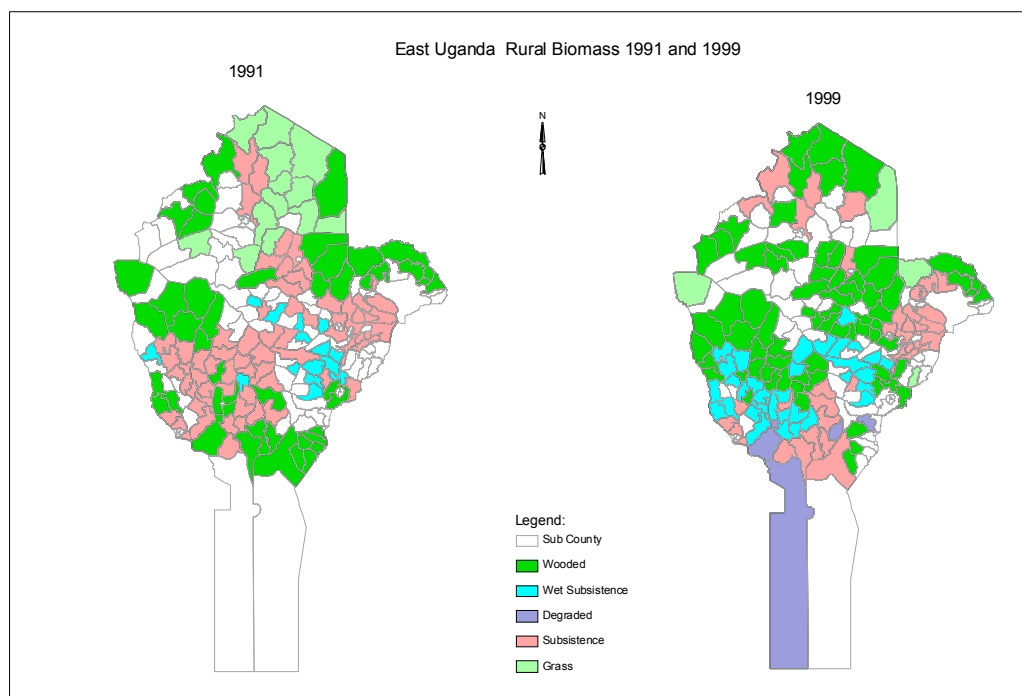 East Uganda Rural Biomass 1991 and 1999
1991
1999
N
Legend:
Sub County
Wooded
Wet Subsistence
Degraded
Subsistence
Grass